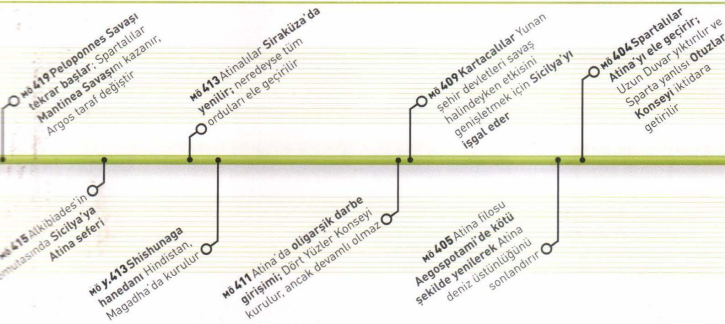 MÖ 419 Peloponnes Savaşı
tekrar başlar; Spartalılar
Mantinea Savaşını kazanır,
Argos taraf değiştir
MÖ 415 Alkibiades'in
Sicilya'ya
Atina seferi
MÖ 413 Atinalılar Siraküza'da
yenilir; neredeyse tüm
orduları ele geçirilir
MÖ y.413 Shishunaga
hanedanı Hindistan,
Magadha'da kurulur
MÖ 411 Atina'da oligarşik darbe
girişimi; Dört Yüzler Konseyi
kurulur, ancak devamlı olmaz
MÖ 409 Kartacalılar Yunan
şehir devletleri savaş
halindeyken etkisini
genişletmek için Sicilya'yı
işgal eder
MÖ 405 Atina filosu
Aegospotami'de kötü
şekilde yenilerek Atina
deniz üstünlüğünü
sonlandırır
MÖ 404 Spartalılar
Atina'yı ele geçirir;
Uzun Duvar yıktırılır ve
Sparta yanlısı Otuzlar
Konseyi iktidara
getirilir